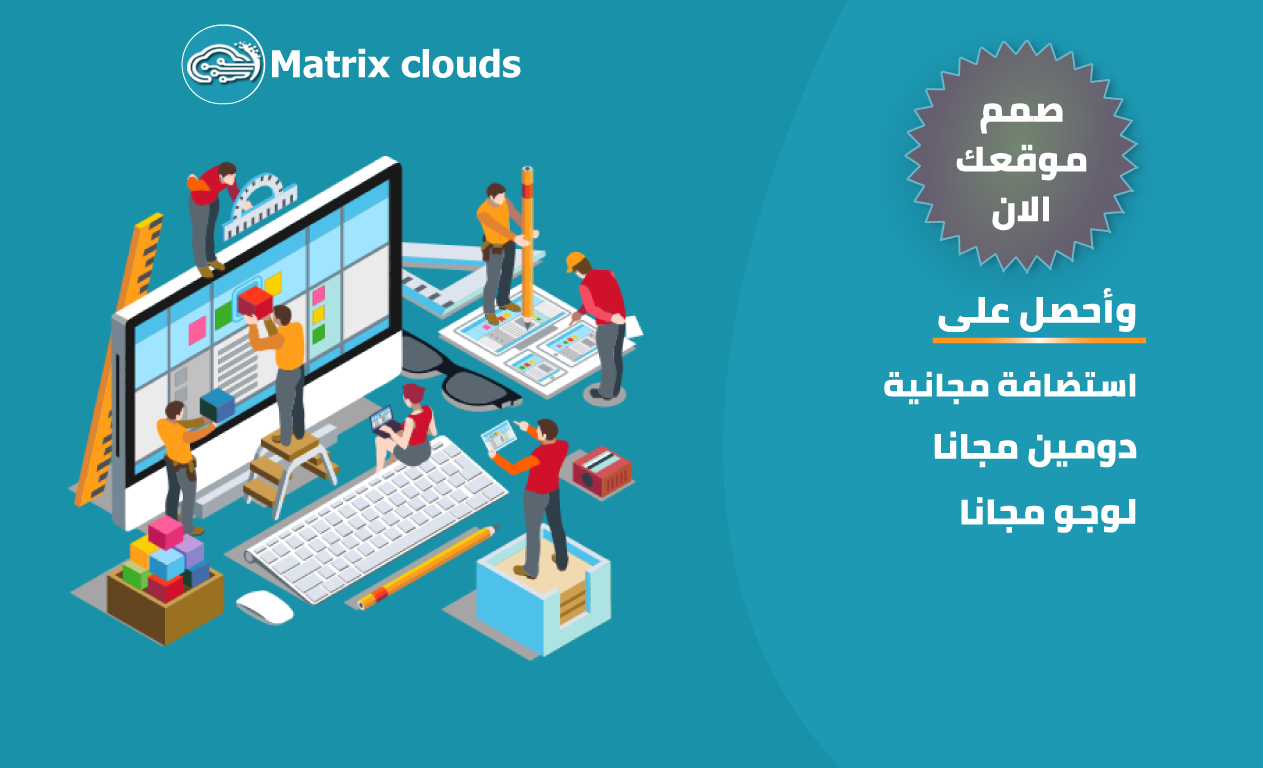 Matrix clouds
صمم
موقعك
الان
وأحصل على
استضافة مجانية
دومين مجانا
لوجو مجانا